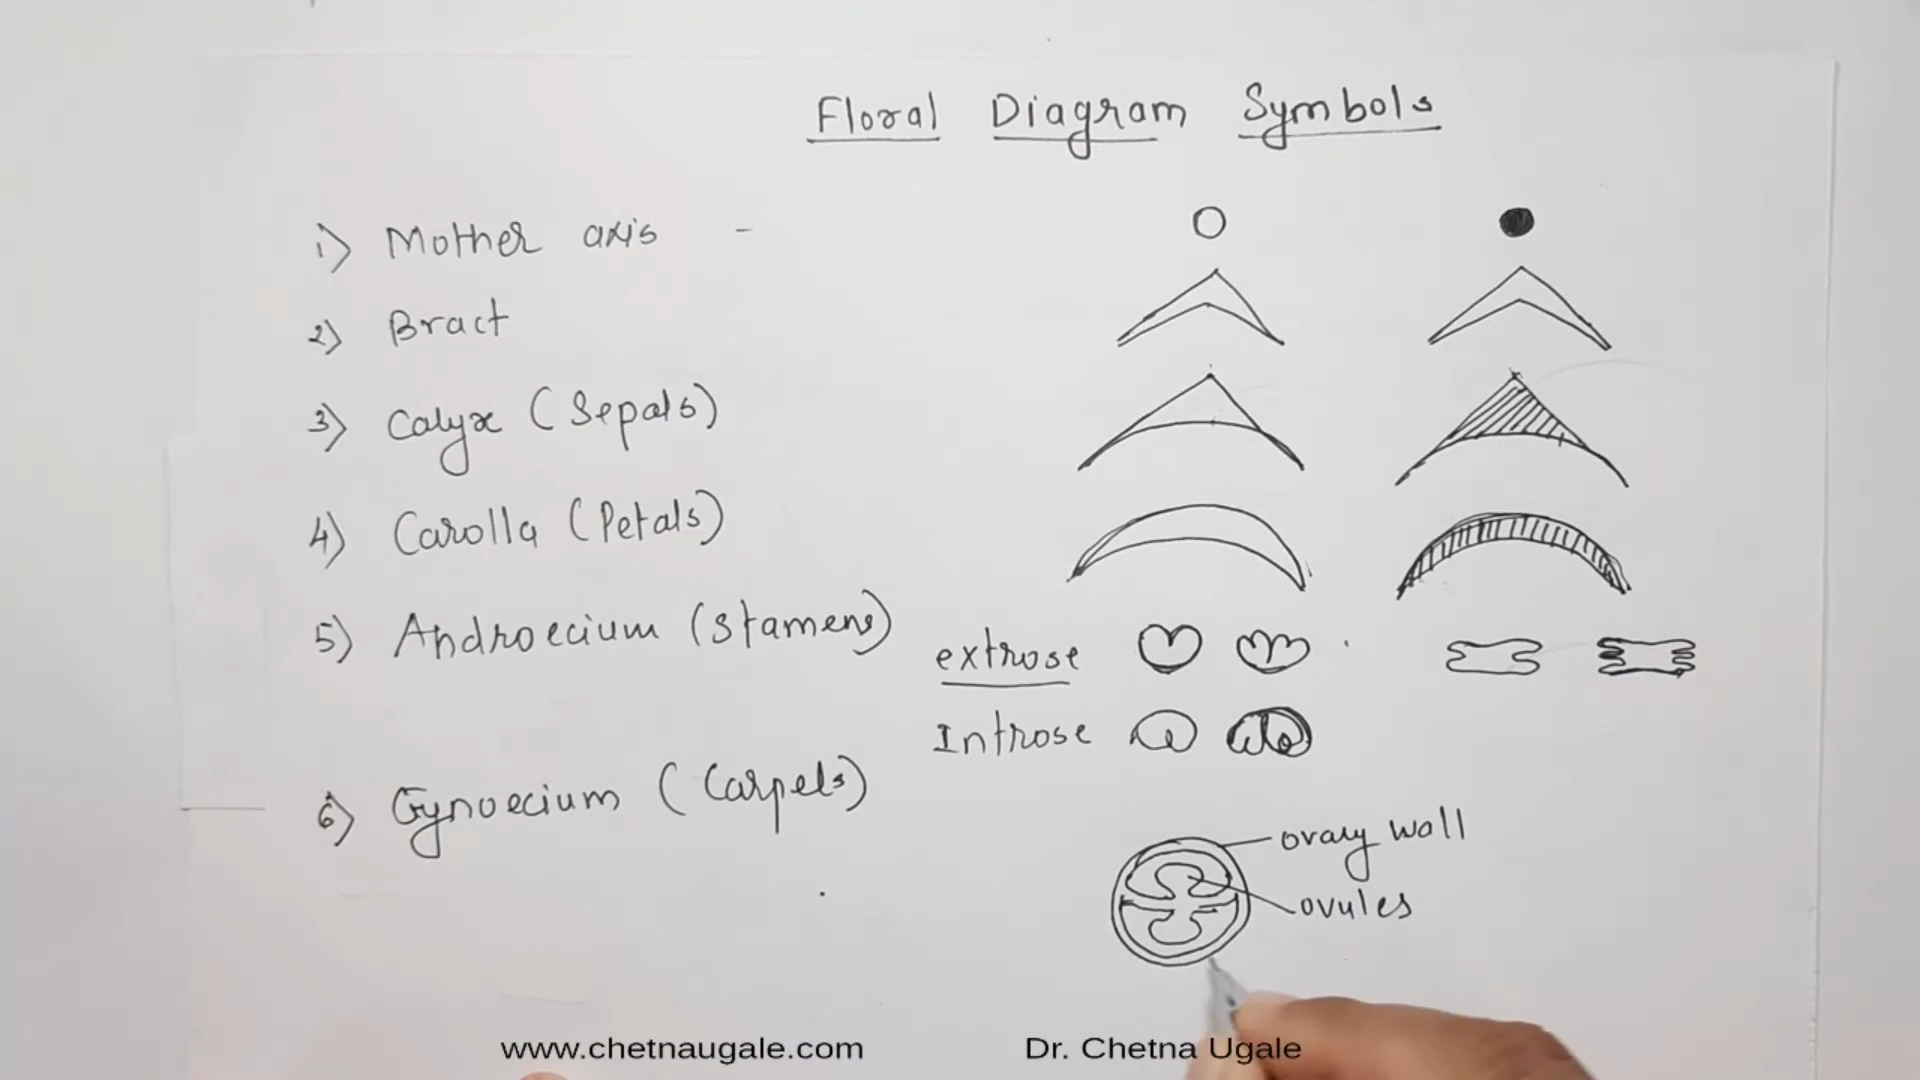 Floral Diagram Symbols
1) Mother axis -
2) Bract
3) Calyx (Sepals)
4) Carolla (Petals)
5) Androecium (Stamens)
extrose
Introse
6) Gynoecium (Carpels)
ovary wall
ovules
www.chetnaugale.com
Dr. Chetna Ugale